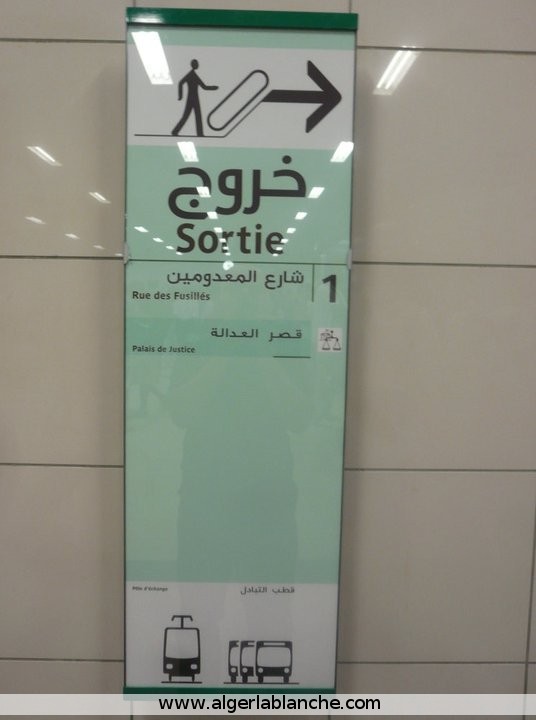 خروج
Sortie
شارع المعدومين
Rue des Fusillés
1
قصر العدالة
Palais de Justice
Pôle d'échange
قطب التبادل
www.algerlablanche.com